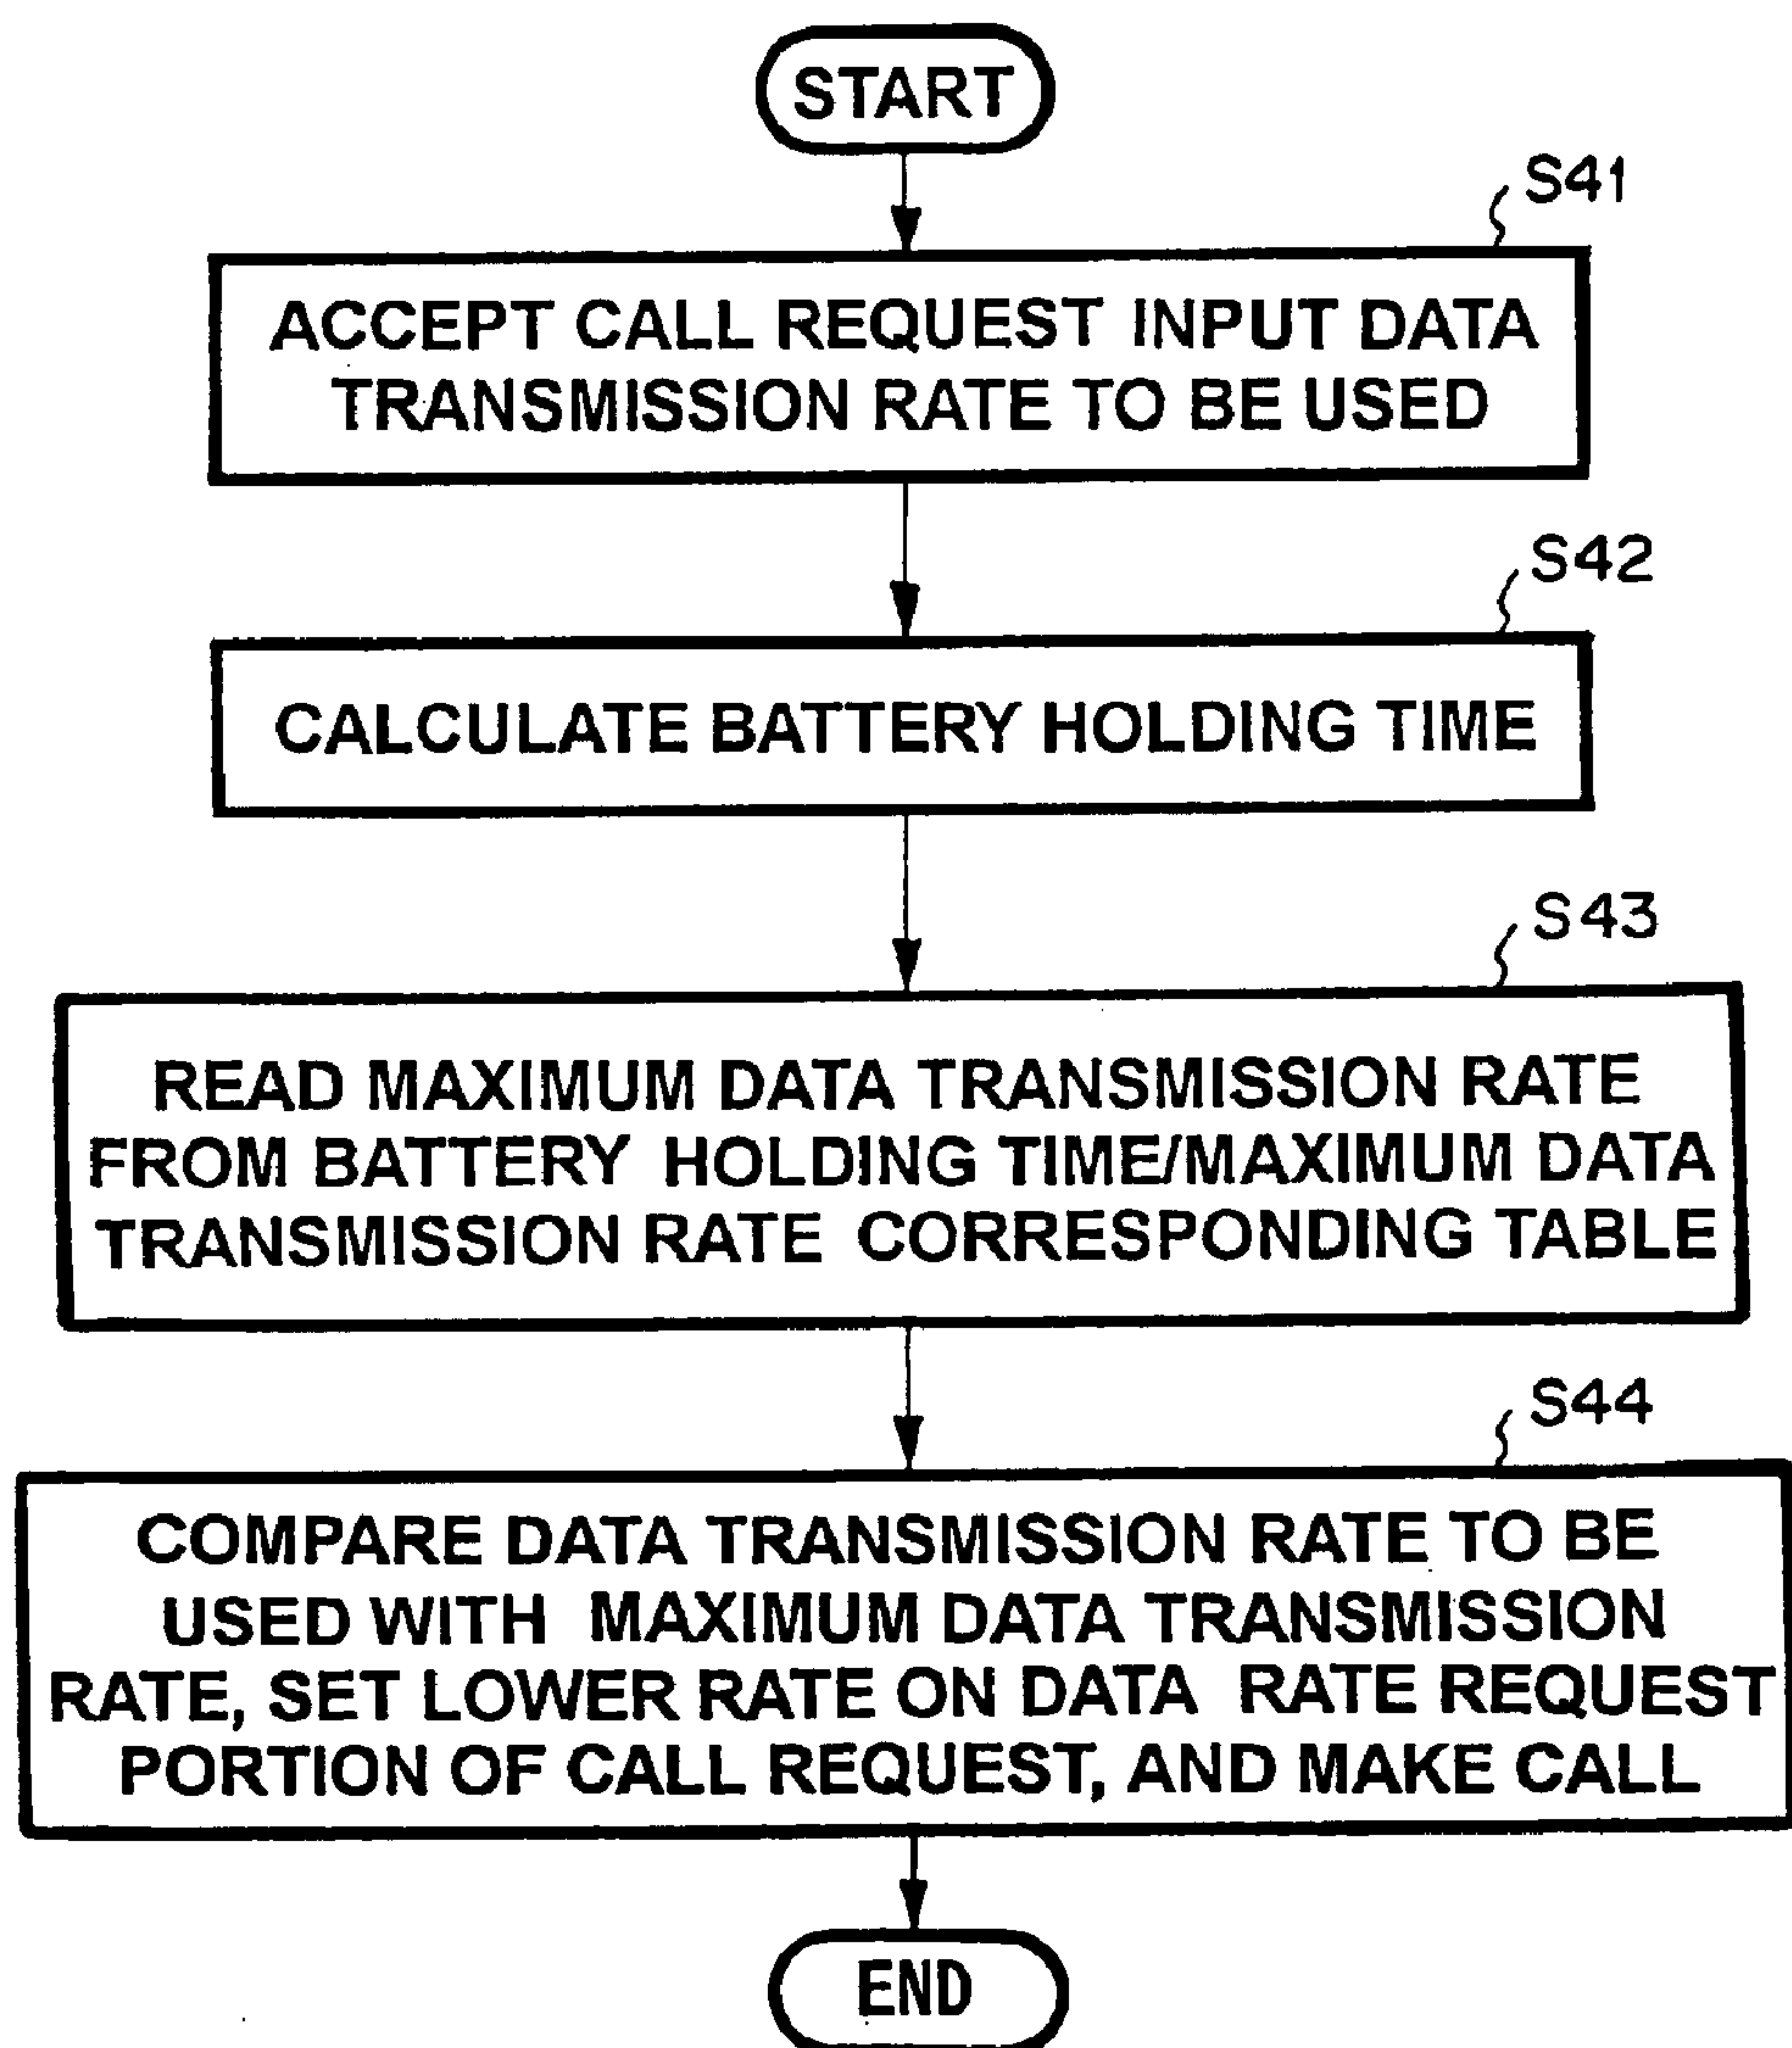 START
S41
ACCEPT CALL REQUEST INPUT DATA
TRANSMISSION RATE TO BE USED
S42
CALCULATE BATTERY HOLDING TIME
S43
READ MAXIMUM DATA TRANSMISSION RATE
FROM BATTERY HOLDING TIME/MAXIMUM DATA
TRANSMISSION RATE CORRESPONDING TABLE
S44
COMPARE DATA TRANSMISSION RATE TO BE
USED WITH MAXIMUM DATA TRANSMISSION
RATE, SET LOWER RATE ON DATA RATE REQUEST
PORTION OF CALL REQUEST, AND MAKE CALL
END